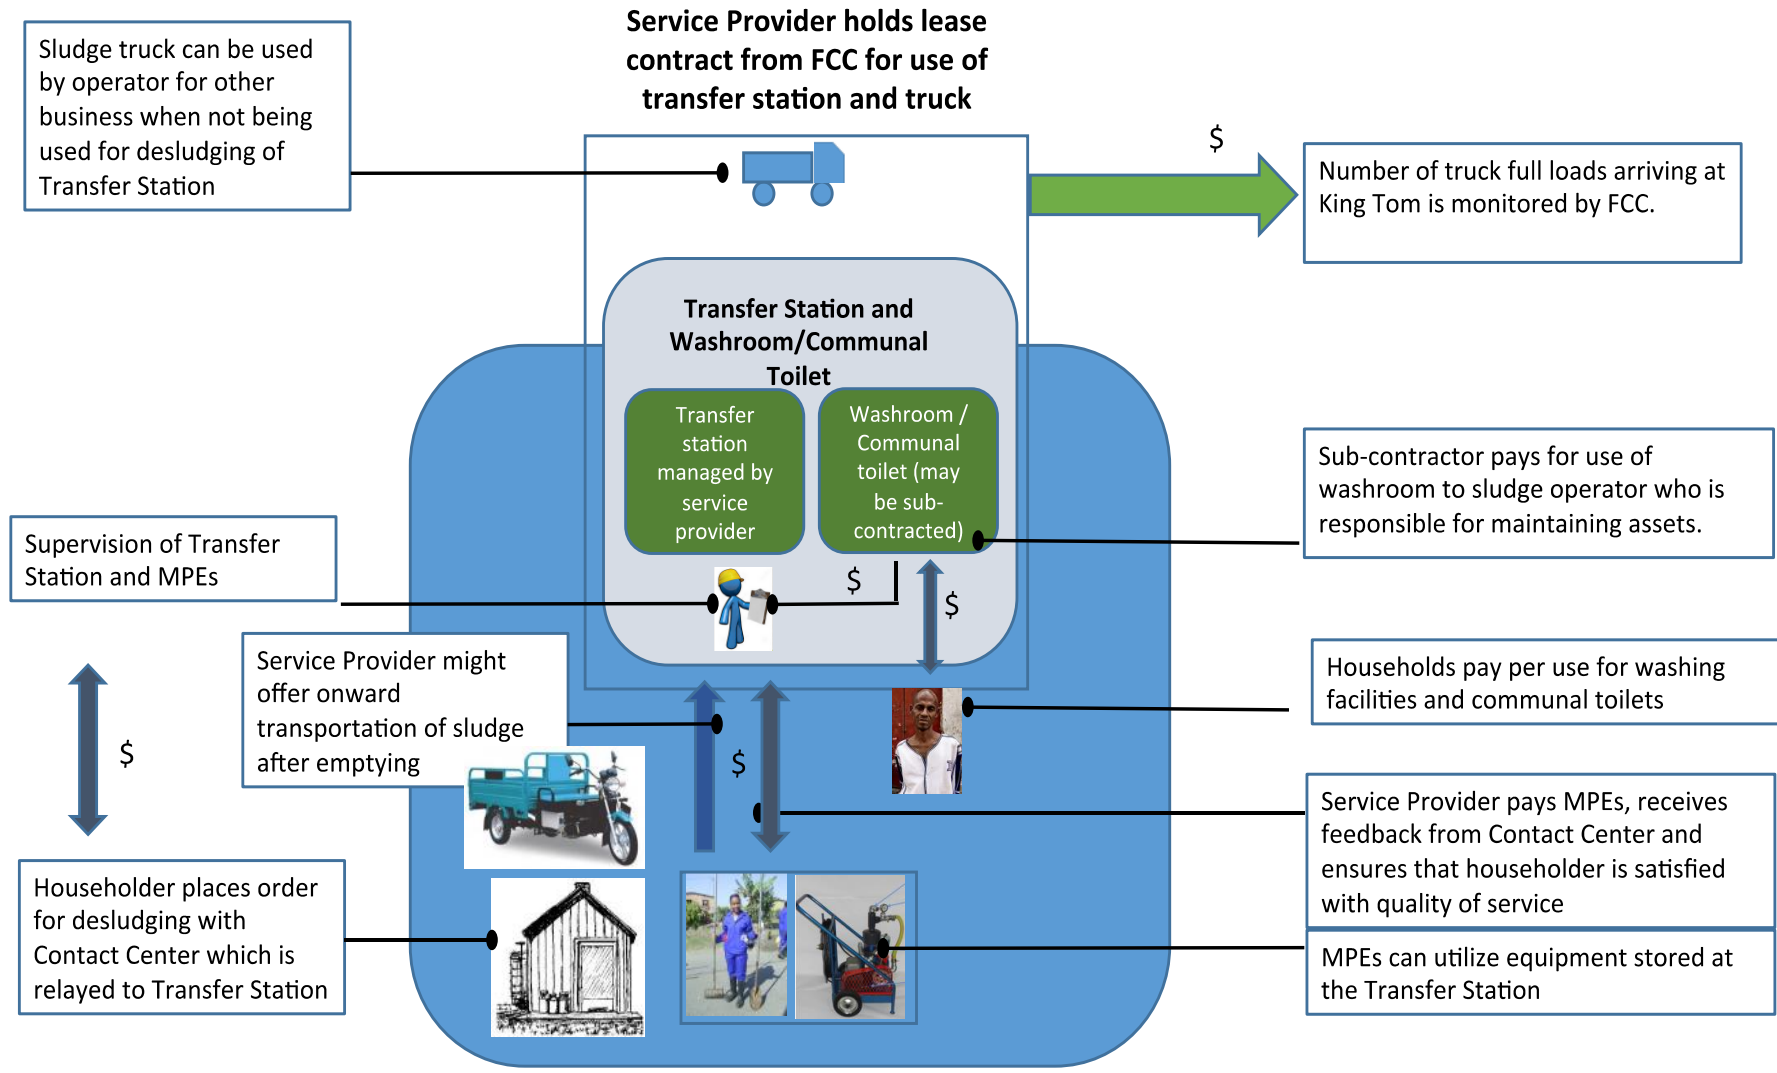 Service Provider holds lease
contract from FCC for use of
transfer station and truck
Sludge truck can be used
by operator for other
business when not being
used for desludging of
Transfer Station
$
Number of truck full loads arriving at
King Tom is monitored by FCC.
Transfer Station and
Washroom/Communal
Toilet
Transfer
station
managed by
service
provider
Washroom /
Communal
toilet (may
be sub-
contracted)
Sub-contractor pays for use of
washroom to sludge operator who is
responsible for maintaining assets.
Supervision of Transfer
Station and MPEs
$
$
Service Provider might
offer onward
transportation of sludge
after emptying
Households pay per use for washing
facilities and communal toilets
$
$
Service Provider pays MPEs, receives
feedback from Contact Center and
ensures that householder is satisfied
with quality of service
Householder places order
for desludging with
Contact Center which is
relayed to Transfer Station
MPEs can utilize equipment stored at
the Transfer Station